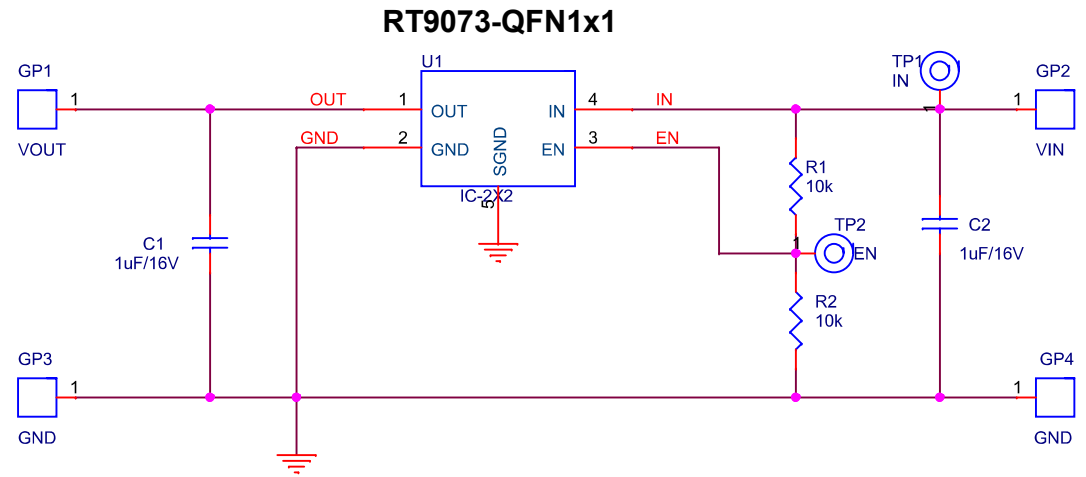 RT9073-QFN1x1
GP1
1
VOUT
OUT
GND
U1
1
2
OUT
GND
SGND
IN
EN
4
3
IC-2X2
5
IN
EN
TP1
IN
1
GP2
1
VIN
R1
10k
TP2
1
EN
R2
10k
C1
1uF/16V
C2
1uF/16V
GP3
1
GND
GP4
1
GND